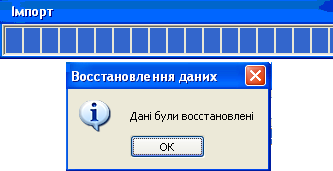 Імпорт
Восстановлення даних
Дані були восстановлені
OK